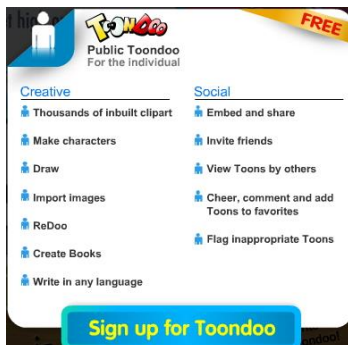 FREE
ToonDoo
Public Toondoo
For the individual
Creative
Thousands of inbuilt clipart
Make characters
Draw
Import images
ReDoo
Create Books
Write in any language
Social
Embed and share
Invite friends
View Toons by others
Cheer, comment and add
Toons to favorites
Flag inappropriate Toons
Sign up for Toondoo